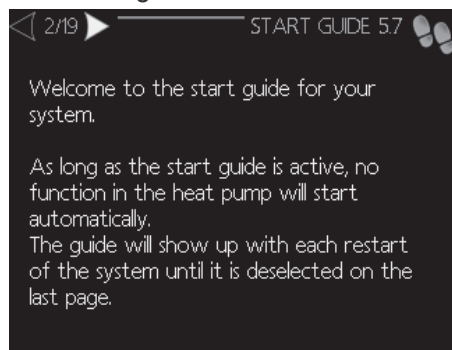 2/19 START GUIDE 5.7
Welcome to the start guide for your
system.
As long as the start guide is active, no
function in the heat pump will start
automatically.
The guide will show up with each restart
of the system until it is deselected on the
last page.